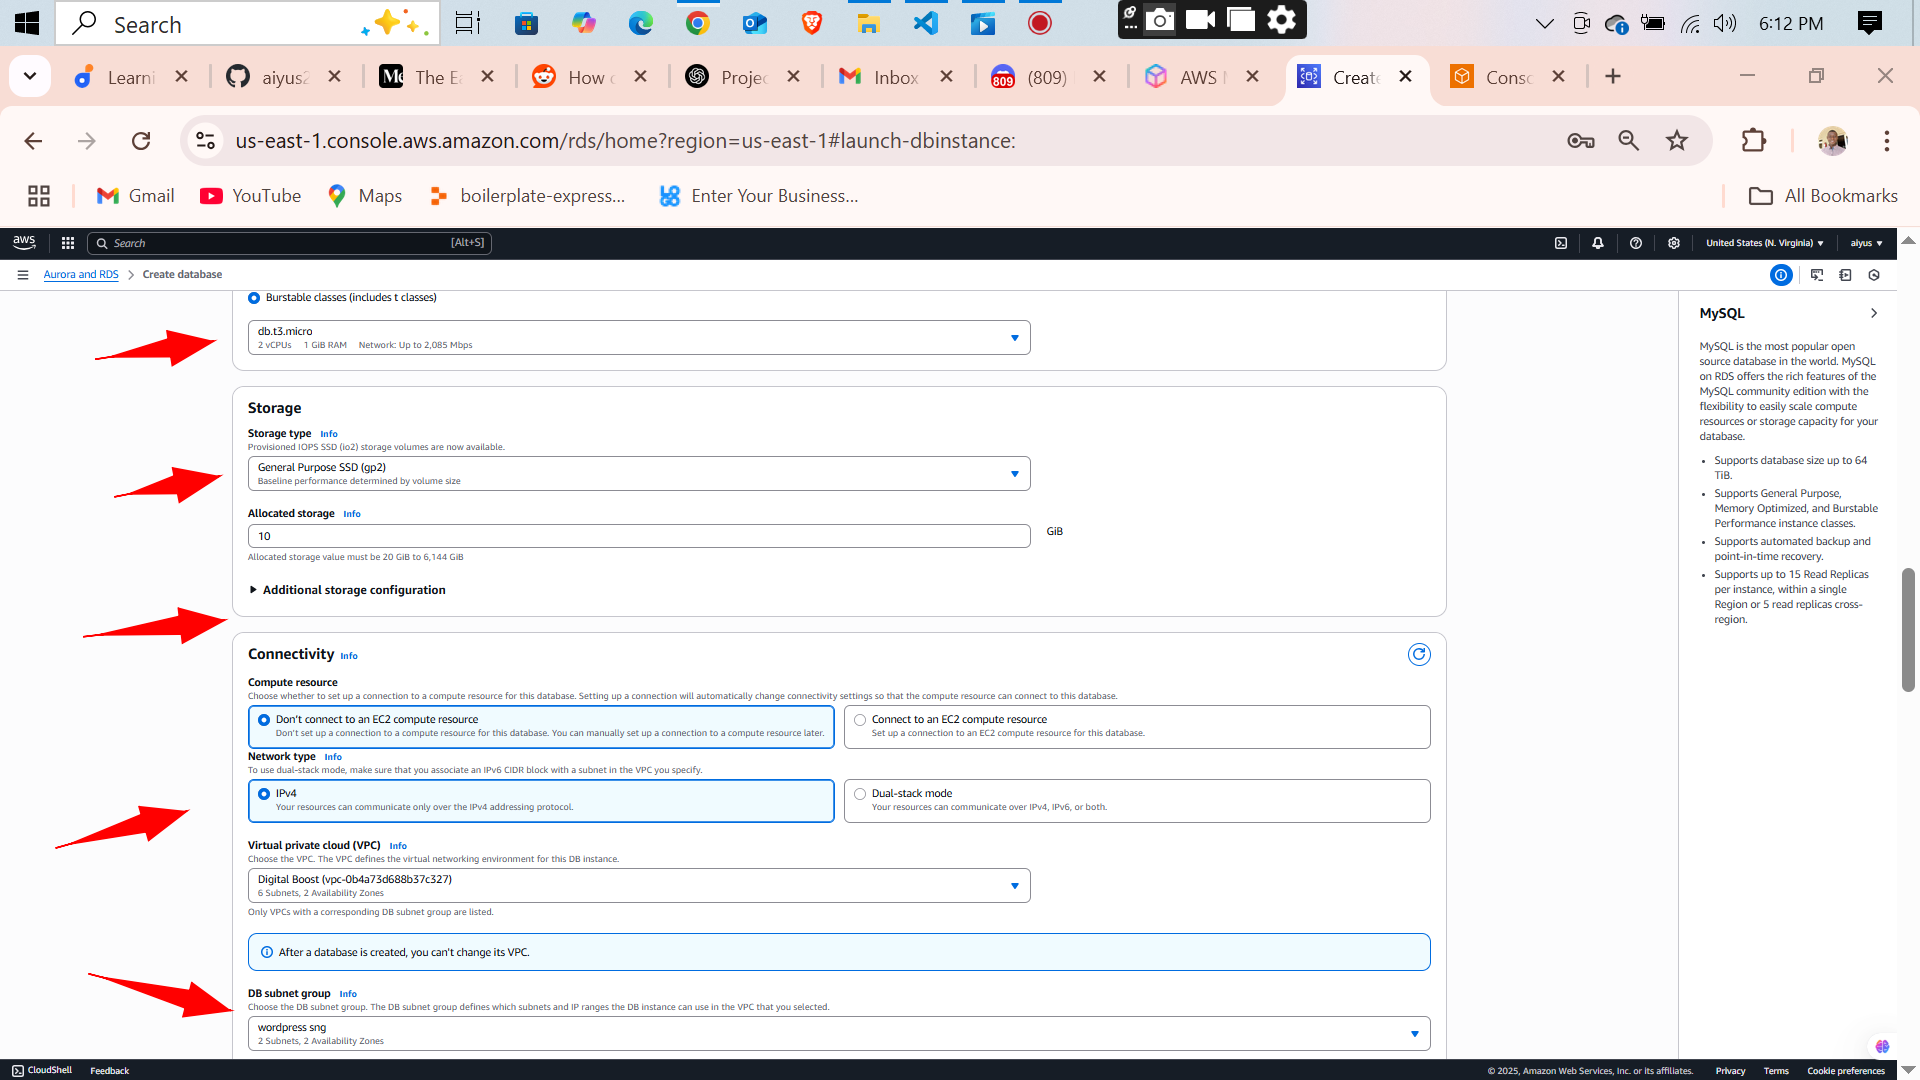 Search
6:12 PM
Learni
aiyus2
Me
The Ea
How c
Projec
Inbox
809
(809)
AWS
Create
Conso
us-east-1.console.aws.amazon.com/rds/home?region=us-east-1#launch-dbinstance:
Gmail
YouTube
Maps
boilerplate-express...
Enter Your Business...
All Bookmarks
aws
Search
[Alt+S]
United States (N. Virginia)
aiyus
Aurora and RDS
Create database
Burstable classes (includes t classes)
db.t3.micro
2 vCPUs 1 GiB RAM Network: Up to 2,085 Mbps
Storage
Storage type Info
Provisioned IOPS SSD (io2) storage volumes are now available.
General Purpose SSD (gp2)
Baseline performance determined by volume size
Allocated storage Info
10
GiB
Allocated storage value must be 20 GiB to 6,144 GiB
Additional storage configuration
Connectivity Info
Compute resource
Choose whether to set up a connection to a compute resource for this database. Setting up a connection will automatically change connectivity settings so that the compute resource can connect to this database.
Don't connect to an EC2 compute resource
Don't set up a connection to a compute resource for this database. You can manually set up a connection to a compute resource later.
Connect to an EC2 compute resource
Set up a connection to an EC2 compute resource for this database.
Network type Info
To use dual-stack mode, make sure that you associate an IPv6 CIDR block with a subnet in the VPC you specify.
IPv4
Your resources can communicate only over the IPv4 addressing protocol.
Dual-stack mode
Your resources can communicate over IPv4, IPv6, or both.
Virtual private cloud (VPC) Info
Choose the VPC. The VPC defines the virtual networking environment for this DB instance.
Digital Boost (vpc-0b4a73d688b37c327)
6 Subnets, 2 Availability Zones
Only VPCs with a corresponding DB subnet group are listed.
After a database is created, you can't change its VPC.
DB subnet group Info
Choose the DB subnet group. The DB subnet group defines which subnets and IP ranges the DB instance can use in the VPC that you selected.
wordpress sng
2 Subnets, 2 Availability Zones
MySQL
MySQL is the most popular open
source database in the world. MySQL
on RDS offers the rich features of the
MySQL community edition with the
flexibility to easily scale compute
resources or storage capacity for your
database.
• Supports database size up to 64
TiB.
• Supports General Purpose,
Memory Optimized, and Burstable
Performance instance classes.
• Supports automated backup and
point-in-time recovery.
• Supports up to 15 Read Replicas
per instance, within a single
Region or 5 read replicas cross-
region.
CloudShell
Feedback
© 2025, Amazon Web Services, Inc. or its affiliates.
Privacy
Terms
Cookie preferences